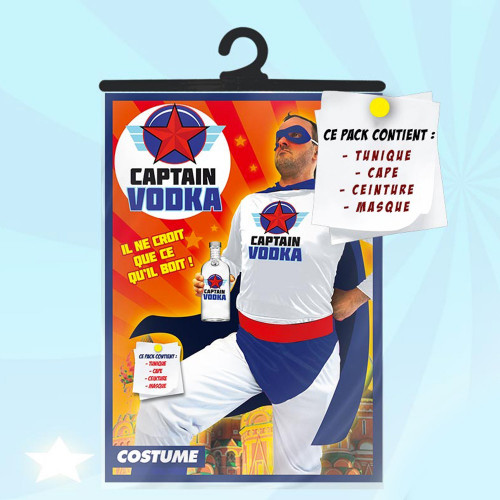 CAPTAIN
VODKA
IL NE CROIT
QUE CE
QU'IL BOIT !
CE PACK CONTIENT :
- TUNIQUE
- CAPE
- CEINTURE
- MASQUE
CAPTAIN
VODKA
CAPTAIN
VODKA
CE PACK CONTIENT :
- TUNIQUE
- CAPE
- CEINTURE
- MASQUE
COSTUME